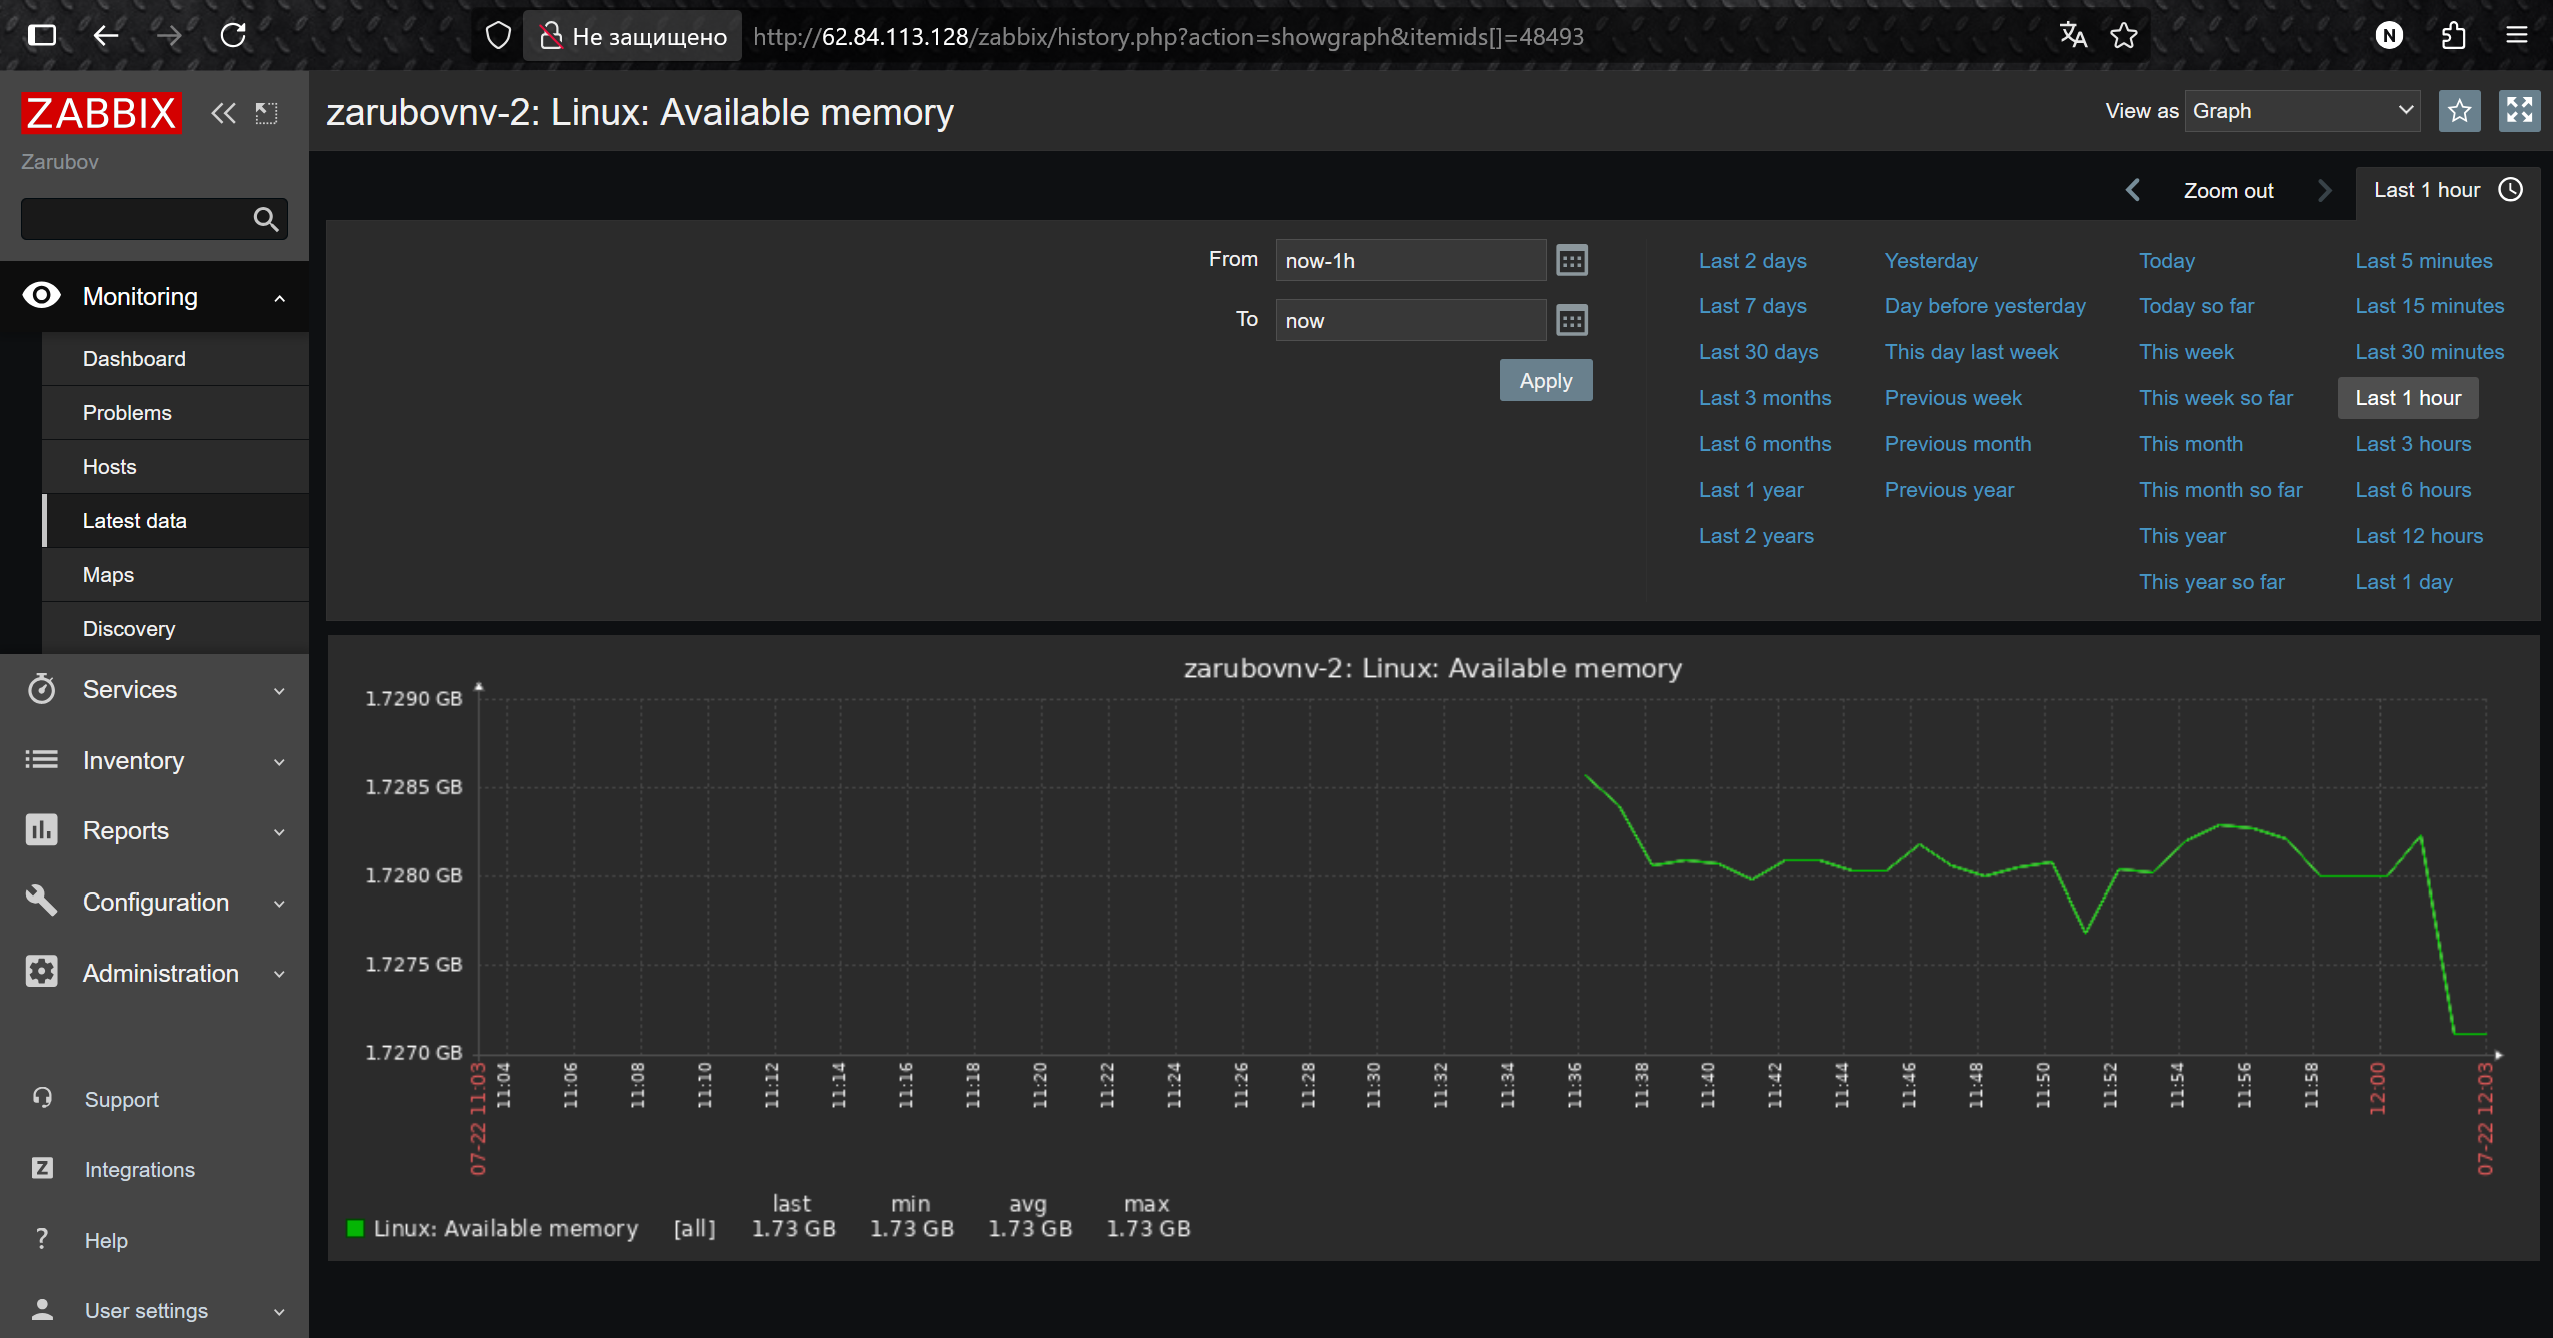 Не защищено http://62.84.113.128/zabbix/history.php?action=showgraph&itemids[]=48493
N
ZABBIX
Zarubov
Monitoring
Dashboard
Problems
Hosts
Latest data
Maps
Discovery
Services
Inventory
Reports
Configuration
Administration
Support
Z Integrations
? Help
User settings
zarubovnv-2: Linux: Available memory
View as Graph
Zoom out
Last 1 hour
From now-1h
To now
Apply
Last 2 days Yesterday Today Last 5 minutes
Last 7 days Day before yesterday Today so far Last 15 minutes
Last 30 days This day last week This week Last 30 minutes
Last 3 months Previous week This week so far Last 1 hour
Last 6 months Previous month This month Last 3 hours
Last 1 year Previous year This month so far Last 6 hours
Last 2 years This year Last 12 hours
This year so far Last 1 day
zarubovnv-2: Linux: Available memory
1.7290 GB
1.7285 GB
1.7280 GB
1.7275 GB
1.7270 GB
07-22 11:03 11:04 11:06 11:08 11:10 11:12 11:14 11:16 11:18 11:20 11:22 11:24 11:26 11:28 11:30 11:32 11:34 11:36 11:38 11:40 11:42 11:44 11:46 11:48 11:50 11:52 11:54 11:56 11:58 12:00 07-22 12:03
last min avg max
Linux: Available memory [all] 1.73 GB 1.73 GB 1.73 GB 1.73 GB